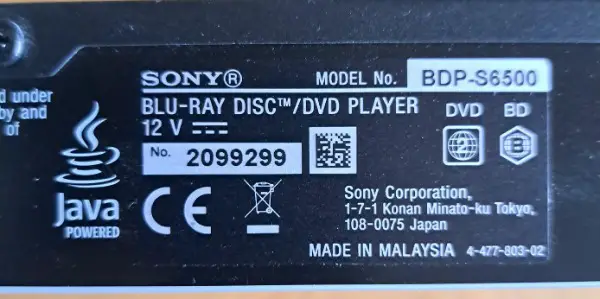 SONY® MODEL No. BDP-S6500
BLU-RAY DISC™/DVD PLAYER
12 V DVD BD
2 B
No. 2099299
d under
by and
of
Java
POWERED
CE
Sony Corporation,
1-7-1 Konan Minato-ku Tokyo,
108-0075 Japan
MADE IN MALAYSIA 4-477-803-02